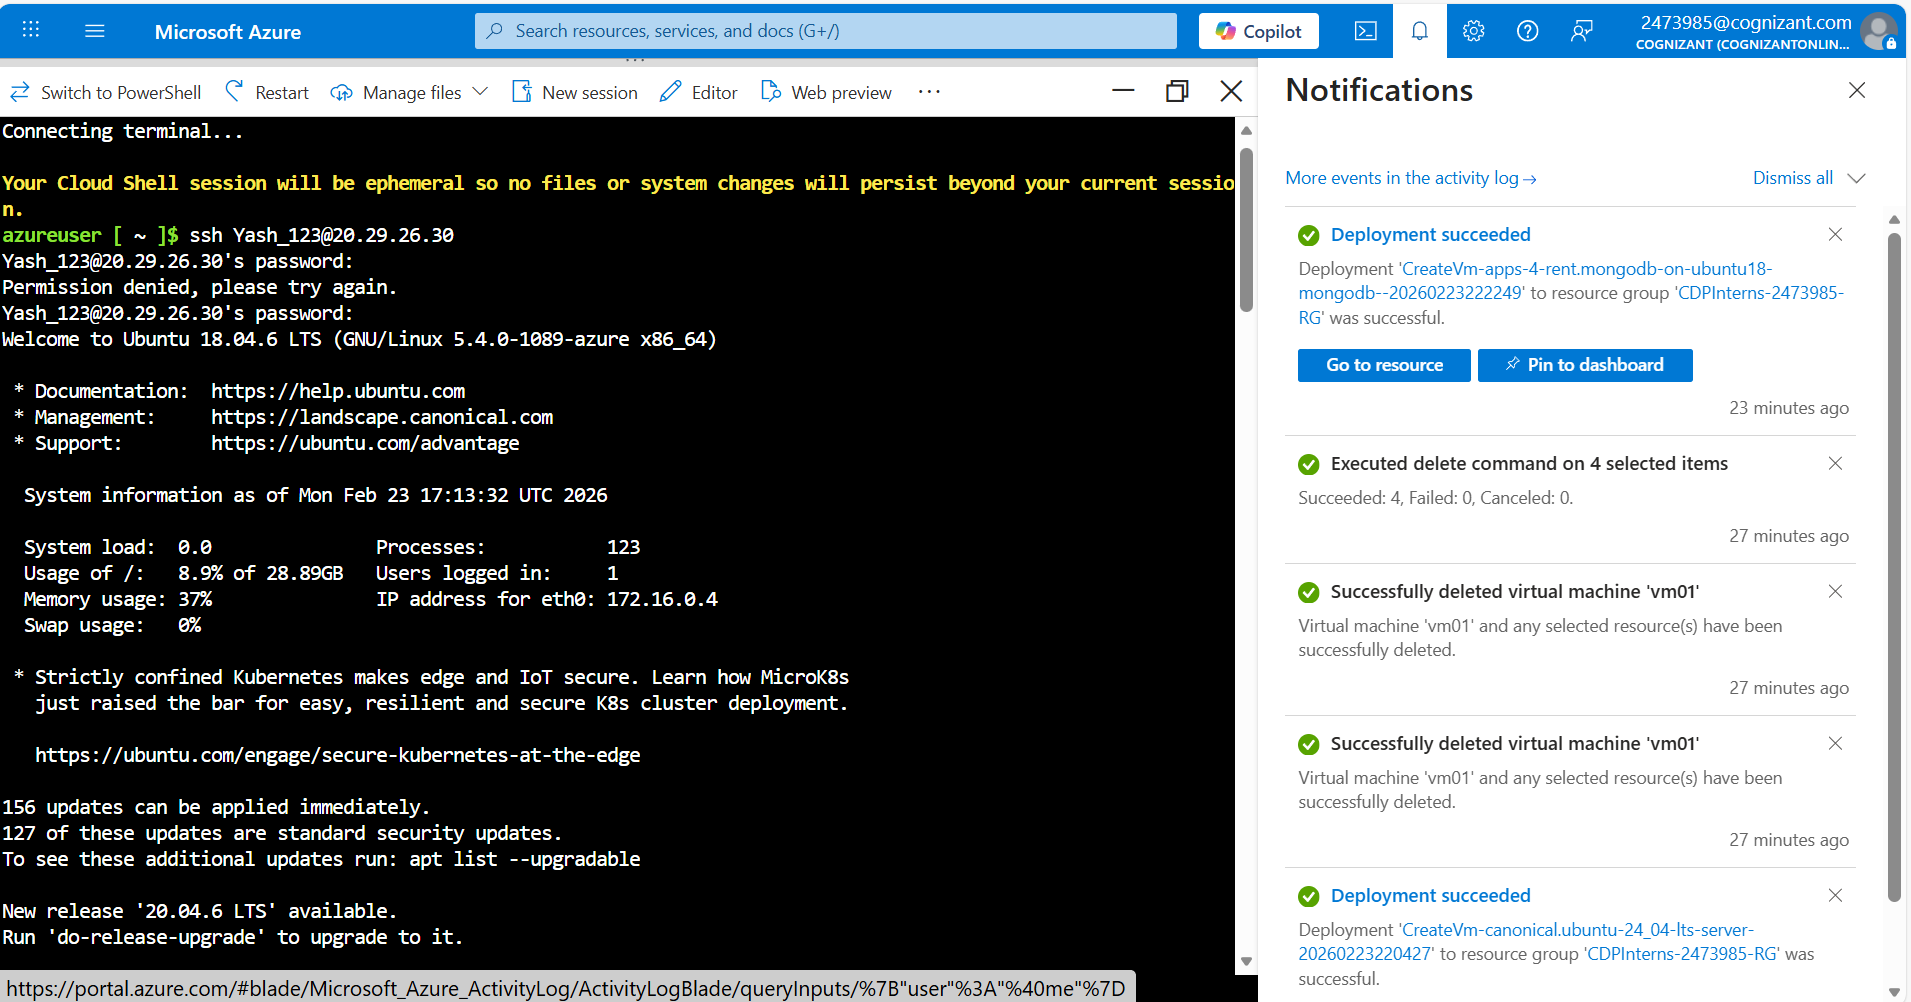 Microsoft Azure
Search resources, services, and docs (G+/)
Copilot
2473985@cognizant.com
COGNIZANT (COGNIZANTONLIN...
Switch to PowerShell
Restart
Manage files
New session
Editor
Web preview
Connecting terminal...
Your Cloud Shell session will be ephemeral so no files or system changes will persist beyond your current sessio
n.
azureuser [ ~ ]$ ssh Yash_123@20.29.26.30
Yash_123@20.29.26.30's password:
Permission denied, please try again.
Yash_123@20.29.26.30's password:
Welcome to Ubuntu 18.04.6 LTS (GNU/Linux 5.4.0-1089-azure x86_64)
* Documentation: https://help.ubuntu.com
* Management: https://landscape.canonical.com
* Support: https://ubuntu.com/advantage
System information as of Mon Feb 23 17:13:32 UTC 2026
System load: 0.0 Processes: 123
Usage of /: 8.9% of 28.89GB Users logged in: 1
Memory usage: 37% IP address for eth0: 172.16.0.4
Swap usage: 0%
* Strictly confined Kubernetes makes edge and IoT secure. Learn how MicroK8s
just raised the bar for easy, resilient and secure K8s cluster deployment.
https://ubuntu.com/engage/secure-kubernetes-at-the-edge
156 updates can be applied immediately.
127 of these updates are standard security updates.
To see these additional updates run: apt list --upgradable
New release '20.04.6 LTS' available.
Run 'do-release-upgrade' to upgrade to it.
https://portal.azure.com/#blade/Microsoft_Azure_ActivityLog/ActivityLogBlade/queryInputs/%7B"user"%3A"%40me"%7D
Notifications
More events in the activity log→
Dismiss all
Deployment succeeded
Deployment 'CreateVm-apps-4-rent.mongodb-on-ubuntu18-
mongodb--20260223222249' to resource group 'CDPInterns-2473985-
RG' was successful.
Go to resource
Pin to dashboard
23 minutes ago
Executed delete command on 4 selected items
Succeeded: 4, Failed: 0, Canceled: 0.
27 minutes ago
Successfully deleted virtual machine 'vm01'
Virtual machine 'vm01' and any selected resource(s) have been
successfully deleted.
27 minutes ago
Successfully deleted virtual machine 'vm01'
Virtual machine 'vm01' and any selected resource(s) have been
successfully deleted.
27 minutes ago
Deployment succeeded
Deployment 'CreateVm-canonical.ubuntu-24_04-lts-server-
20260223220427' to resource group 'CDPInterns-2473985-RG' was
successful.